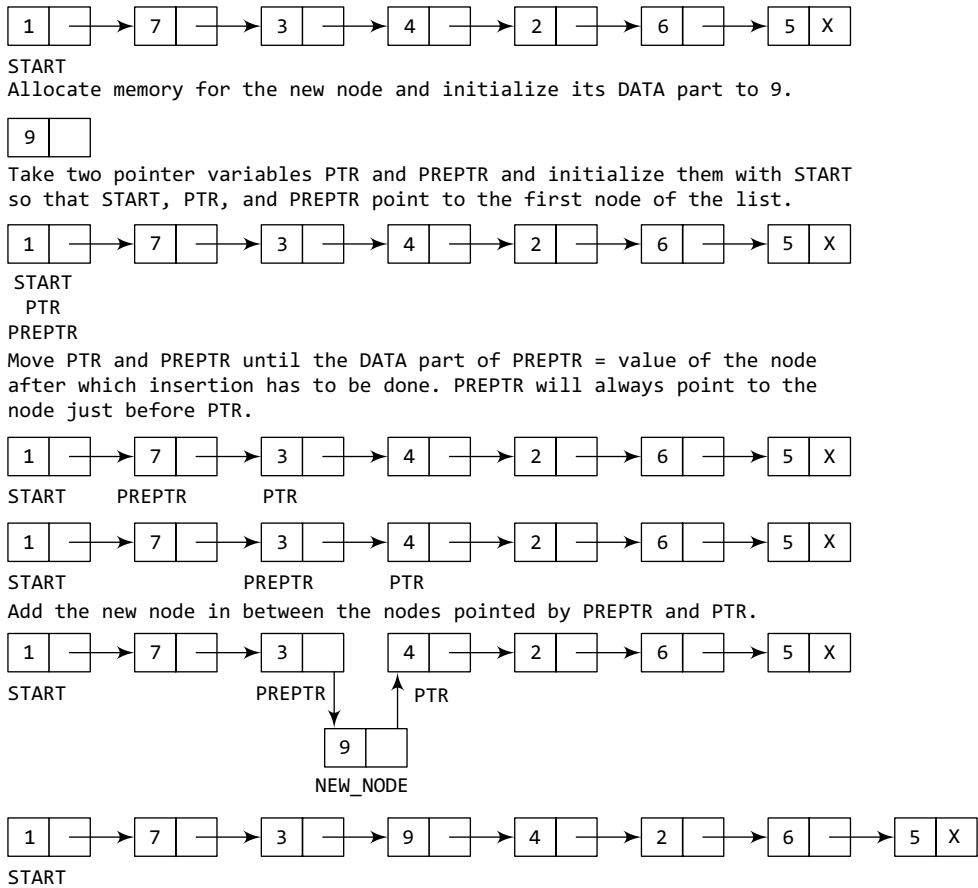 1 7 3 4 2 6 5 X
START
Allocate memory for the new node and initialize its DATA part to 9.
9
Take two pointer variables PTR and PREPTR and initialize them with START
so that START, PTR, and PREPTR point to the first node of the list.
1 7 3 4 2 6 5 X
START
PTR
PREPTR
Move PTR and PREPTR until the DATA part of PREPTR = value of the node
after which insertion has to be done. PREPTR will always point to the
node just before PTR.
1 7 3 4 2 6 5 X
START PREPTR PTR
1 7 3 4 2 6 5 X
START PREPTR PTR
Add the new node in between the nodes pointed by PREPTR and PTR.
1 7 3 4 2 6 5 X
START PREPTR PTR
9
NEW_NODE
1 7 3 9 4 2 6 5 X
START